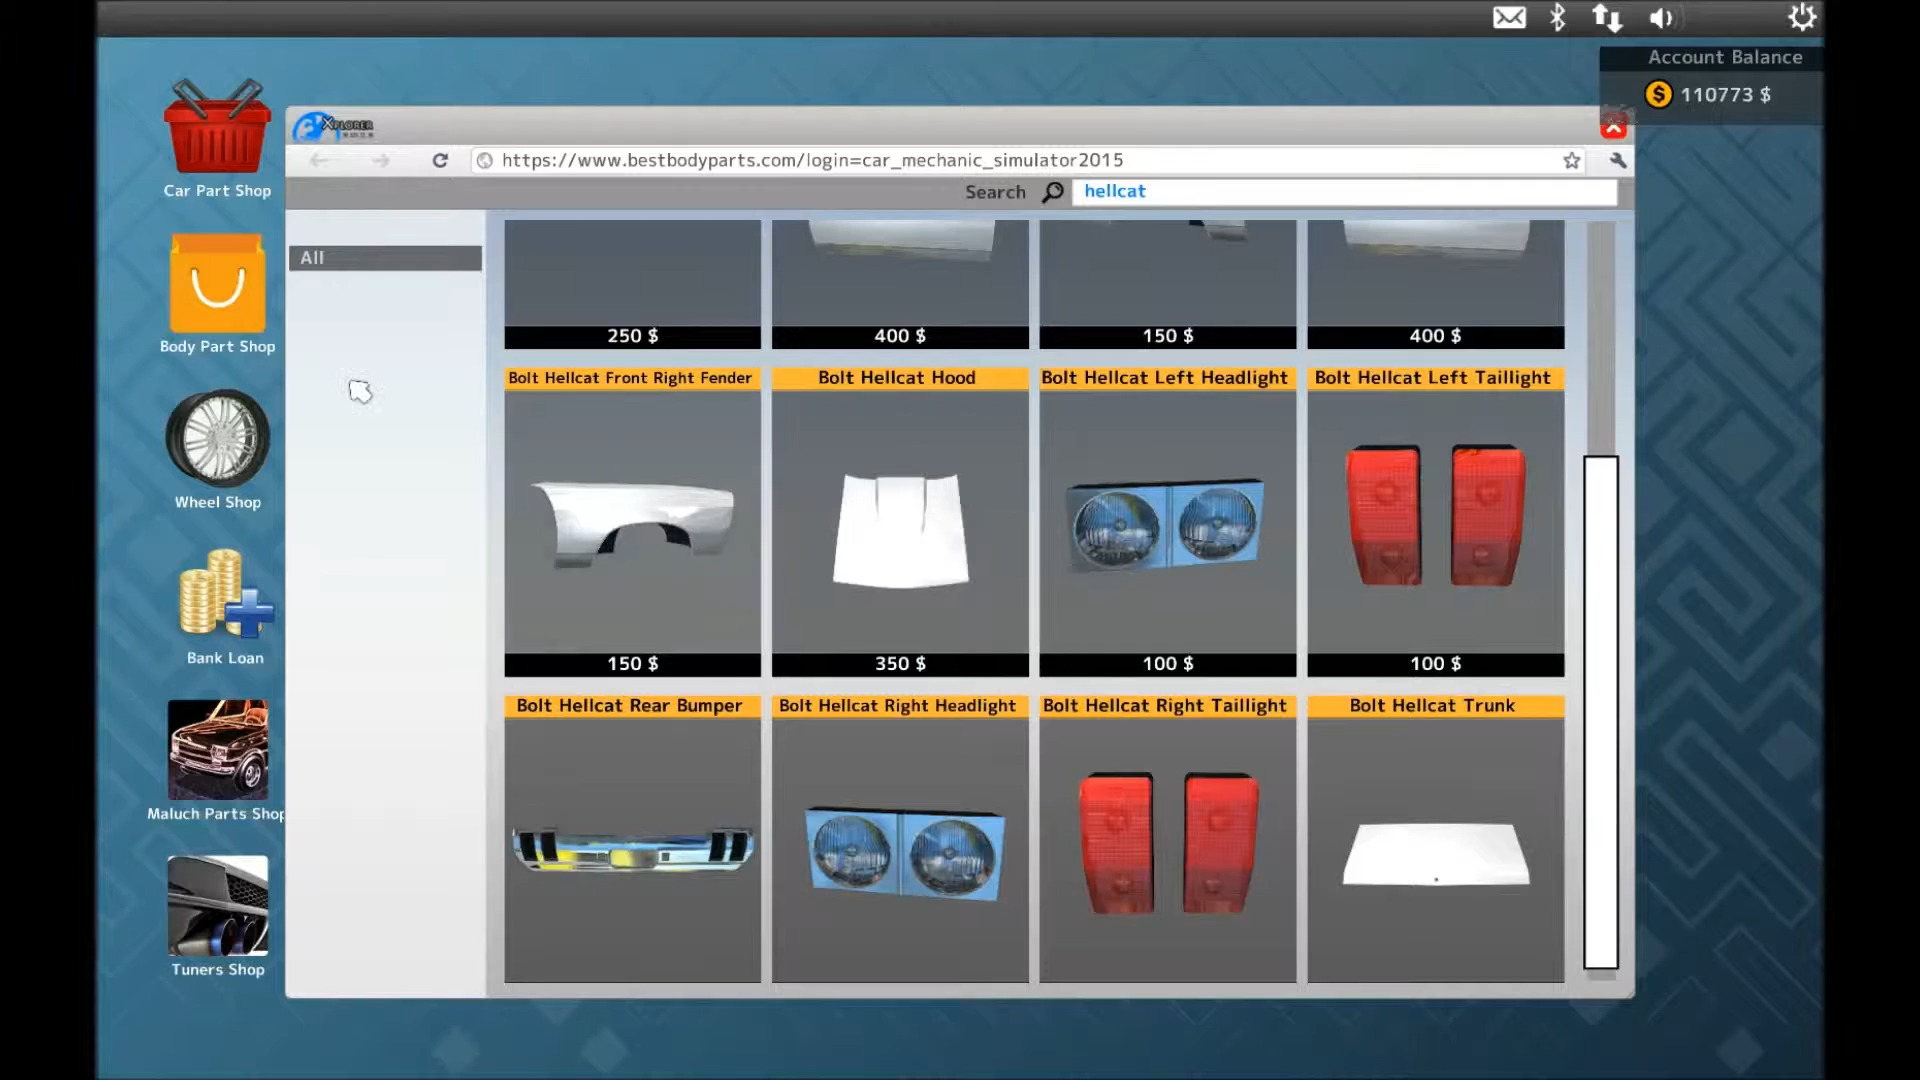 Account Balance
110773 $
XPLORER
https://www.bestbodyparts.com/login=car_mechanic_simulator2015
Search
hellcat
Car Part Shop
Body Part Shop
Wheel Shop
Bank Loan
Maluch Parts Shop
Tuners Shop
All
250 $
400 $
150 $
400 $
Bolt Hellcat Front Right Fender
Bolt Hellcat Hood
Bolt Hellcat Left Headlight
Bolt Hellcat Left Taillight
150 $
350 $
100 $
100 $
Bolt Hellcat Rear Bumper
Bolt Hellcat Right Headlight
Bolt Hellcat Right Taillight
Bolt Hellcat Trunk